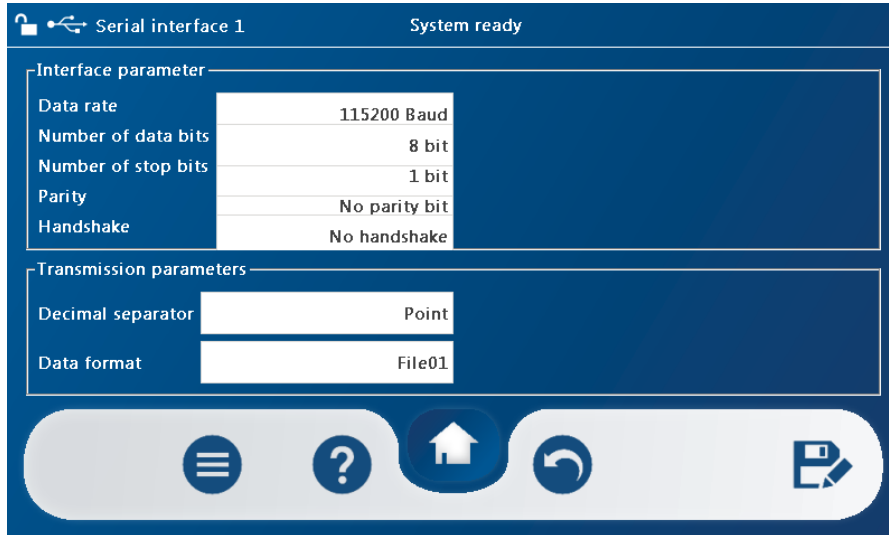 Serial interface 1 System ready
Interface parameter
Data rate 115200 Baud
Number of data bits 8 bit
Number of stop bits 1 bit
Parity No parity bit
Handshake No handshake
Transmission parameters
Decimal separator Point
Data format File01
?